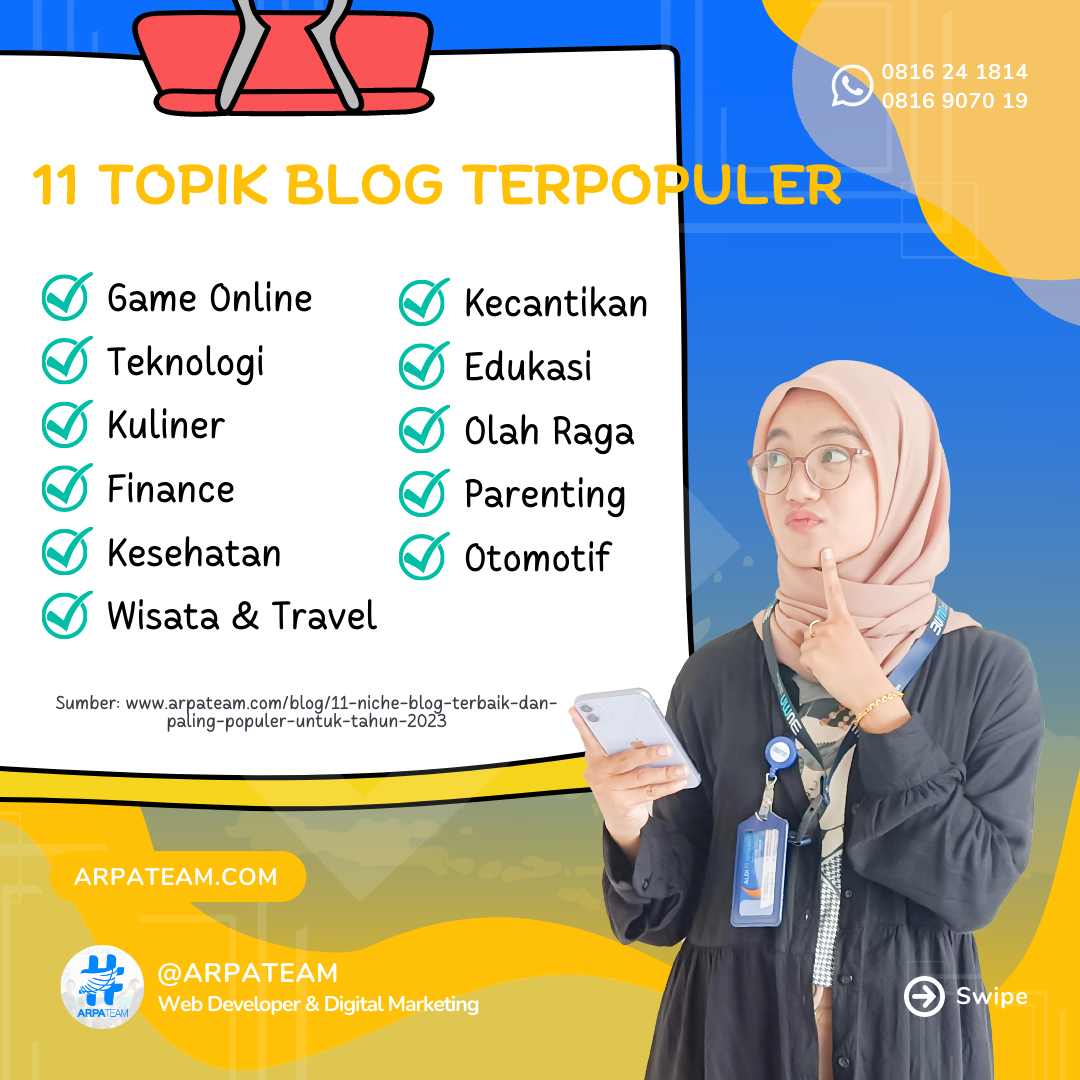 0816 24 1814
0816 9070 19
11 TOPIK BLOG TERPOPULER
Game Online
Teknologi
Kuliner
Finance
Kesehatan
Wisata & Travel
Kecantikan
Edukasi
Olah Raga
Parenting
Otomotif
Sumber: www.arpateam.com/blog/11-niche-blog-terbaik-dan-
paling-populer-untuk-tahun-2023
ARPATEAM.COM
@ARPATEAM
Web Developer & Digital Marketing
ARPATEAM
Swipe